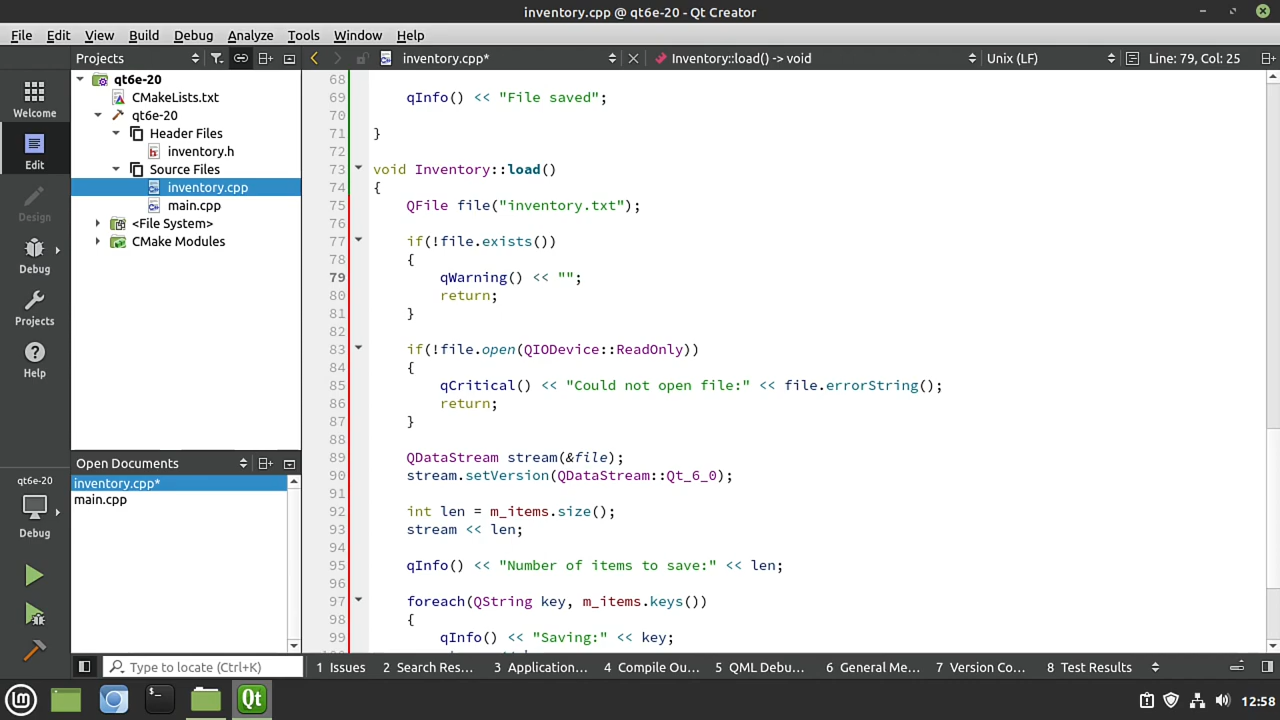 inventory.cpp @ qt6e-20 - Qt Creator
File Edit View Build Debug Analyze Tools Window Help
Projects inventory.cpp* Inventory::load() -> void Unix (LF) Line: 79, Col: 25
Welcome
Edit
Design
Debug
Projects
Help
qt6e-20
Debug
qt6e-20
CMakeLists.txt
qt6e-20
Header Files
inventory.h
Source Files
inventory.cpp
main.cpp
<File System>
CMake Modules
Open Documents
inventory.cpp*
main.cpp
68
69 qInfo() << "File saved";
70
71 }
72
73 void Inventory::load()
74 {
75 QFile file("inventory.txt");
76
77 if(!file.exists())
78 {
79 qWarning() << "";
80 return;
81 }
82
83 if(!file.open(QIODevice::ReadOnly))
84 {
85 qCritical() << "Could not open file:" << file.errorString();
86 return;
87 }
88
89 QDataStream stream(&file);
90 stream.setVersion(QDataStream::Qt_6_0);
91
92 int len = m_items.size();
93 stream << len;
94
95 qInfo() << "Number of items to save:" << len;
96
97 foreach(QString key, m_items.keys())
98 {
99 qInfo() << "Saving:" << key;
Type to locate (Ctrl+K) 1 Issues 2 Search Res... 3 Application... 4 Compile Ou... 5 QML Debu... 6 General Me... 7 Version Co... 8 Test Results
12:58